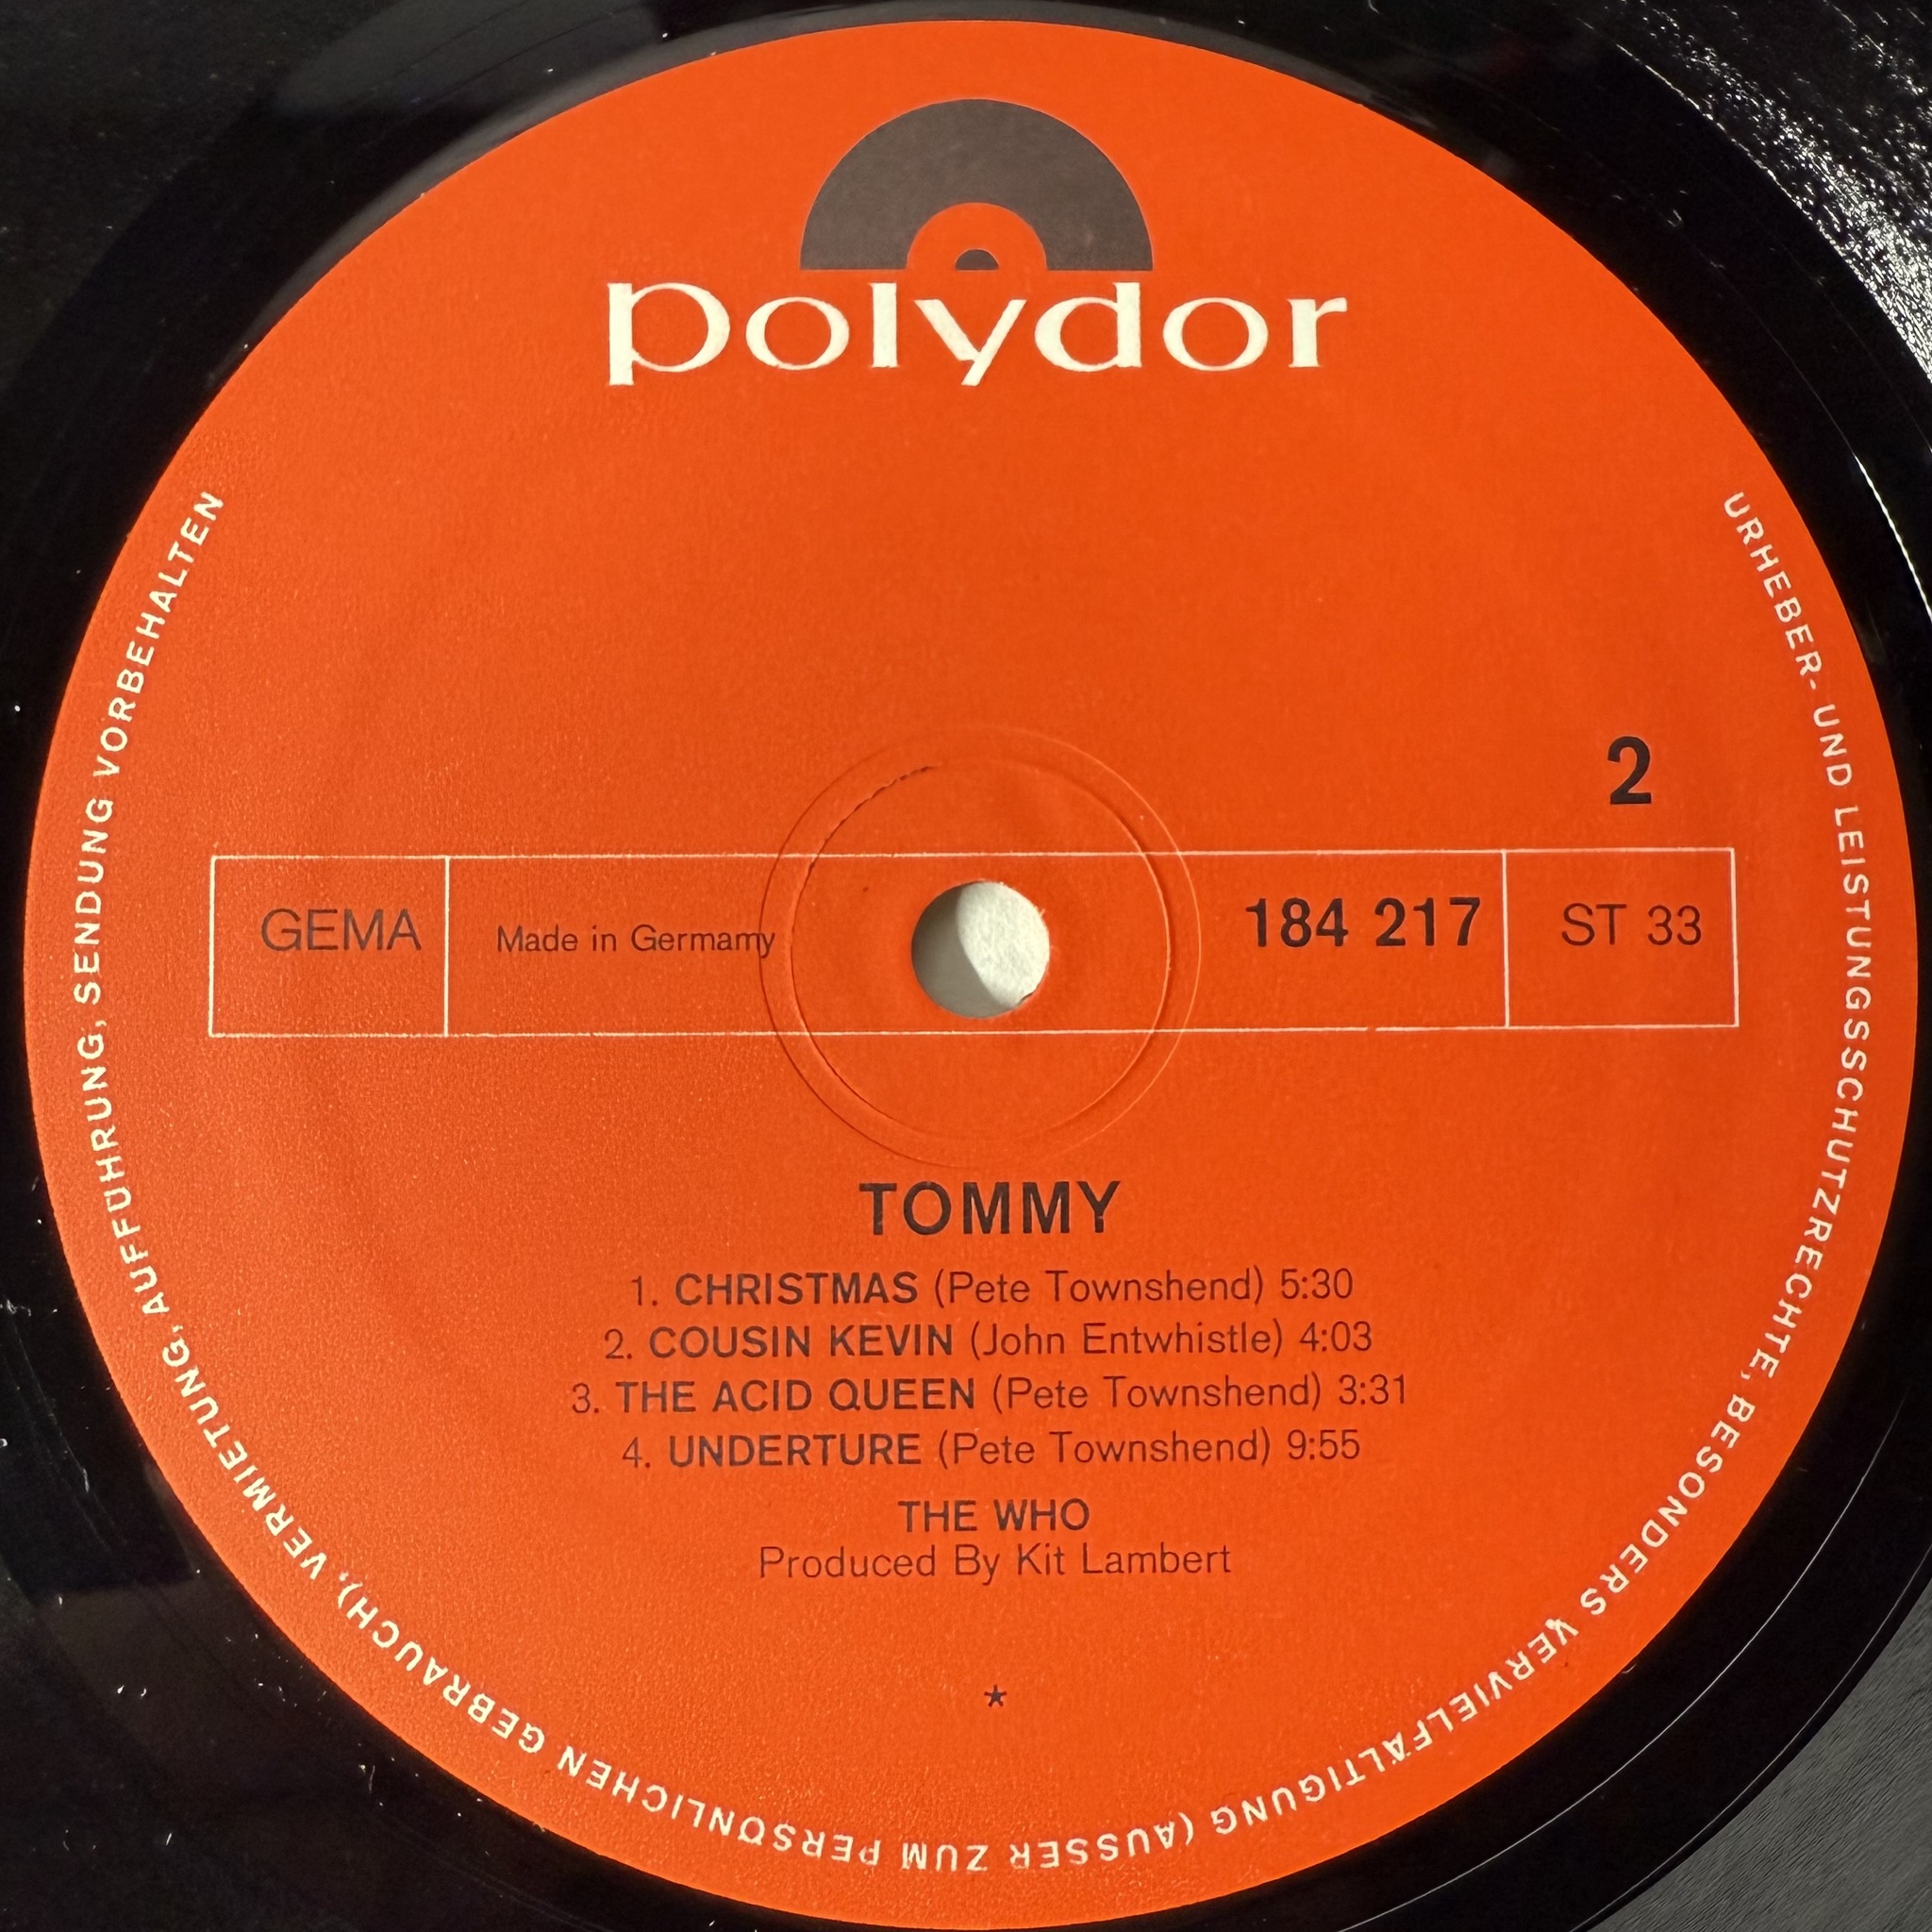 polydor
2
GEMA
Made in Germamy
184 217
ST 33
TOMMY
1. CHRISTMAS (Pete Townshend) 5:30
2. COUSIN KEVIN (John Entwhistle) 4:03
3. THE ACID QUEEN (Pete Townshend) 3:31
4. UNDERTURE (Pete Townshend) 9:55
THE WHO
Produced By Kit Lambert
*
URHEBER- UND LEISTUNGSSCHUTZRECHTE, BESONDERS VERVIELFÄLTIGUNG (AUSSER ZUM PERSÖNLICHEN GEBRAUCH), VERMIETUNG, AUFFÜHRUNG, SENDUNG VORBEHALTEN